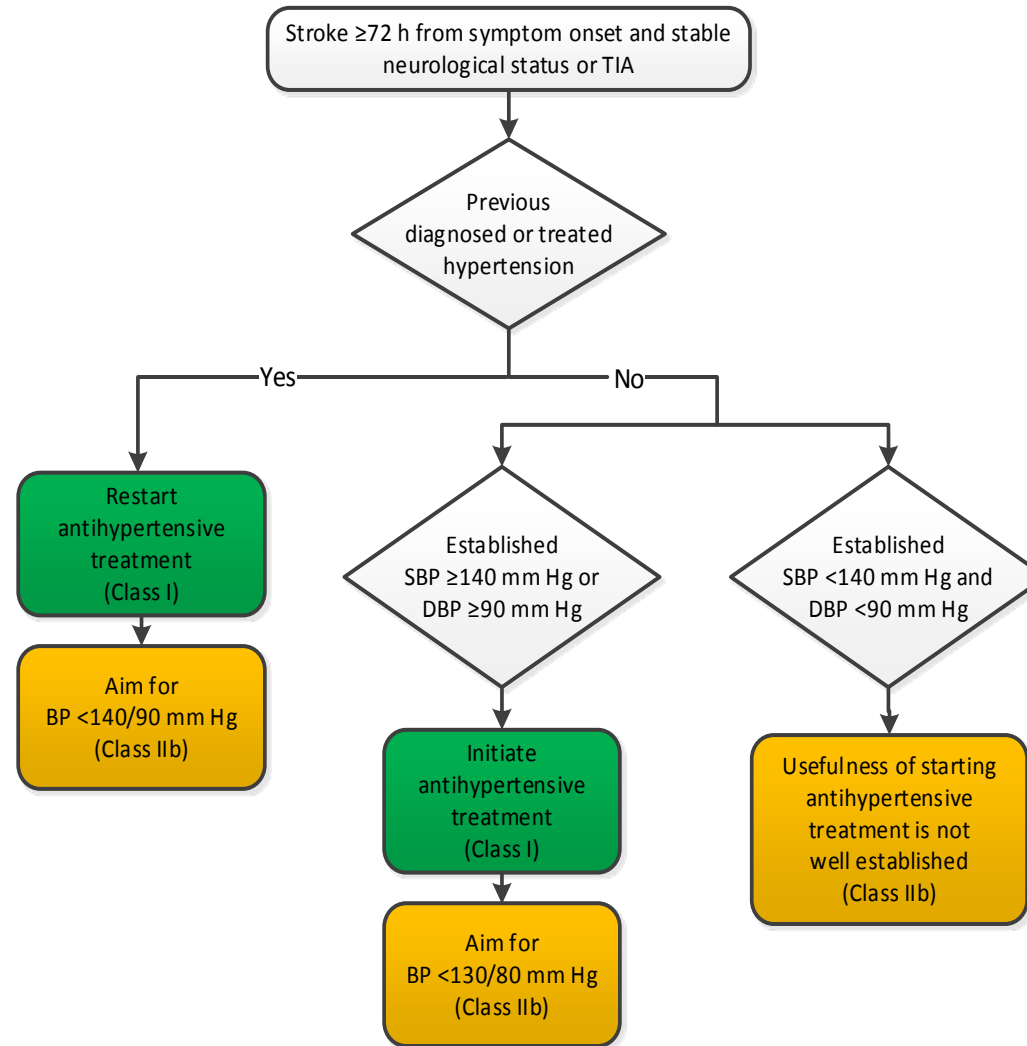 Stroke ≥72 h from symptom onset and stable
neurological status or TIA
Previous
diagnosed or treated
hypertension
Yes
No
Restart
antihypertensive
treatment
(Class I)
Aim for
BP <140/90 mm Hg
(Class IIb)
Established
SBP ≥140 mm Hg or
DBP ≥90 mm Hg
Initiate
antihypertensive
treatment
(Class I)
Aim for
BP <130/80 mm Hg
(Class IIb)
Established
SBP <140 mm Hg and
DBP <90 mm Hg
Usefulness of starting
antihypertensive
treatment is not
well established
(Class IIb)